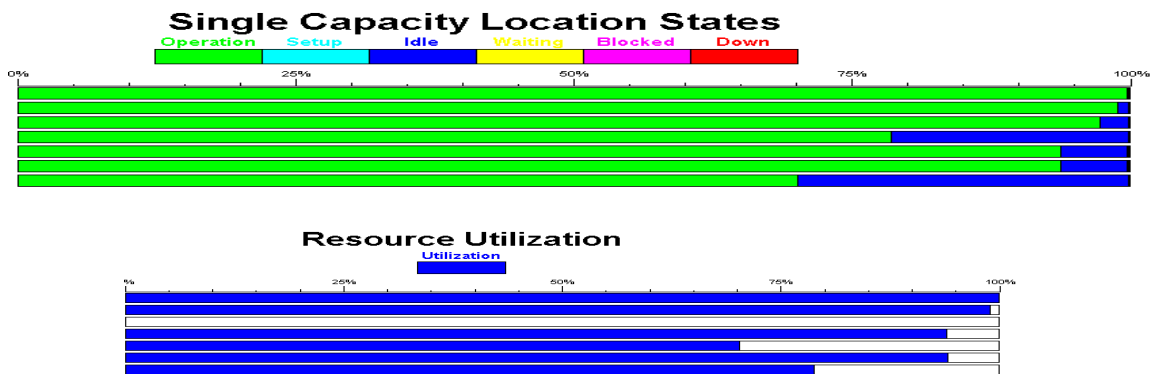 Single Capacity Location States
Operation Setup Idle Waiting Blocked Down
0% 25% 50% 75% 100%
Resource Utilization
Utilization
% 25% 50% 75% 100%